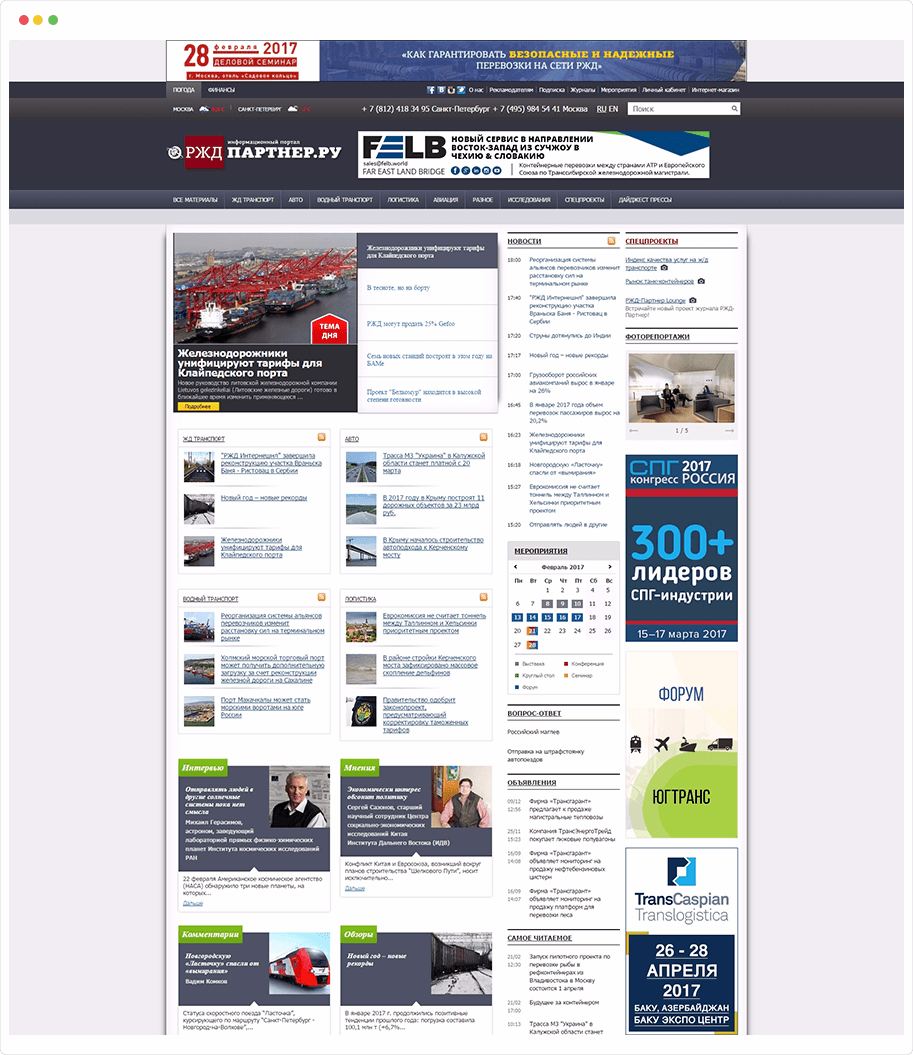 28 февраля 2017
ДЕЛОВОЙ СЕМИНАР
г. Москва, отель «Садовое кольцо»
«КАК ГАРАНТИРОВАТЬ БЕЗОПАСНЫЕ И НАДЕЖНЫЕ
ПЕРЕВОЗКИ НА СЕТИ РЖД»
ПОГОДА ФИНАНСЫ
О нас Рекламодателям Подписка Журналы Мероприятия Личный кабинет Интернет-магазин
МОСКВА САНКТ-ПЕТЕРБУРГ
+ 7 (812) 418 34 95 Санкт-Петербург + 7 (495) 984 54 41 Москва RU EN Поиск
информационный портал
РЖД ПАРТНЕР.РУ
FELB
sales@felb.world
FAR EAST LAND BRIDGE
НОВЫЙ СЕРВИС В НАПРАВЛЕНИИ
ВОСТОК-ЗАПАД ИЗ СУЧЖОУ В
ЧЕХИЮ & СЛОВАКИЮ
Контейнерные перевозки между странами АТР и Европейского
Союза по Транссибирской железнодорожной магистрали.
ВСЕ МАТЕРИАЛЫ ЖД ТРАНСПОРТ АВТО ВОДНЫЙ ТРАНСПОРТ ЛОГИСТИКА АВИАЦИЯ РАЗНОЕ ИССЛЕДОВАНИЯ СПЕЦПРОЕКТЫ ДАЙДЖЕСТ ПРЕССЫ
ТЕМА
ДНЯ
Железнодорожники
унифицируют тарифы для
Клайпедского порта
Новое руководство литовской железнодорожной компании
Lietuvos geležinkeliai (Литовские железные дороги) готово в
ближайшее время изменить применяющиеся ...
Подробнее
Железнодорожники унифицируют тарифы
для Клайпедского порта
В тесноте, но на борту
РЖД могут продать 25% Gefco
Семь новых станций построят в этом году на
БАМе
Проект "Белкомур" находится в высокой
степени готовности
ЖД ТРАНСПОРТ
"РЖД Интернешнл" завершила
реконструкцию участка Враньска
Баня - Ристовац в Сербии
Новый год – новые рекорды
Железнодорожники
унифицируют тарифы для
Клайпедского порта
АВТО
Трасса М3 "Украина" в Калужской
области станет платной с 20
марта
В 2017 году в Крыму построят 11
дорожных объектов за 23 млрд
руб.
В Крыму началось строительство
автоподхода к Керченскому
мосту
ВОДНЫЙ ТРАНСПОРТ
Реорганизация системы альянсов
перевозчиков изменит
расстановку сил на терминальном
рынке
Холмский морской торговый порт
может получить дополнительную
загрузку за счет реконструкции
железной дороги на Сахалине
Порт Махачкалы может стать
морскими воротами на юге
России
ЛОГИСТИКА
Еврокомиссия не считает тоннель
между Таллинном и Хельсинки
приоритетным проектом
В районе стройки Керченского
моста зафиксировано массовое
скопление дельфинов
Правительство одобрит
законопроект,
предусматривающий
корректировку таможенных
тарифов
Интервью
Отправлять людей в
другие солнечные
системы пока нет
смысла
Михаил Герасимов,
астроном, заведующий
лабораторией прямых физико-химических
планет Института космических исследований
РАН
22 февраля Американское космическое агентство
(НАСА) обнаружило три новые планеты, на
которых...
Дальше
Мнения
Экономически интерес
обгонит политику
Сергей Сазонов, старший
научный сотрудник Центра
социально-экономических
исследований Китая
Института Дальнего Востока (ИДВ)
Конфликт Китая и Евросоюза, возникший вокруг
планов строительства "Шелкового Пути", носит
исключительно...
Дальше
Комментарии
Новгородскую
«Ласточку» спасли от
«вымирания»
Вадим Комков
Статуса скоростного поезда "Ласточка",
курсирующего по маршруту "Санкт-Петербург -
Новгород-на-Волхове",...
Обзоры
Новый год – новые
рекорды
В январе 2017 г. продолжились позитивные
тенденции прошлого года: погрузка составила
100,1 млн т (+6,7%...
НОВОСТИ
18:00 Реорганизация системы
альянсов перевозчиков изменит
расстановку сил на
терминальном рынке
17:40 "РЖД Интернешнл" завершила
реконструкцию участка
Враньска Баня - Ристовац в
Сербии
17:20 Струны дотянулись до Индии
17:17 Новый год – новые рекорды
17:00 Грузооборот российских
авиакомпаний вырос в январе
на 26%
16:45 В январе 2017 года объем
перевозок пассажиров вырос на
20,2%
16:23 Железнодорожники
унифицируют тарифы для
Клайпедского порта
16:18 Новгородскую «Ласточку»
спасли от «вымирания»
15:27 Еврокомиссия не считает
тоннель между Таллинном и
Хельсинки приоритетным
проектом
15:20 Отправлять людей в другие
МЕРОПРИЯТИЯ
Февраль 2017
Пн Вт Ср Чт Пт Сб Вс
1 2 3 4 5
6 7 8 9 10 11 12
13 14 15 16 17 18 19
20 21 22 23 24 25 26
27 28
Выставка Конференция
Круглый стол Семинар
Форум
ВОПРОС-ОТВЕТ
Российский маглев
Отправка на штрафстоянку
автопоездов
ОБЪЯВЛЕНИЯ
09/12 12:56 Фирма «Трансгарант»
предлагает к продаже
магистральные тепловозы
25/11 15:23 Компания ТрансЭнергоТрейд
покупает люковые полувагоны
16/09 14:08 Фирма «Трансгарант»
объявляет мониторинг на
продажу нефтебензиновых
цистерн
16/09 14:07 Фирма «Трансгарант»
объявляет мониторинг на
продажу платформ для
перевозки леса
САМОЕ ЧИТАЕМОЕ
21/02 12:30 Запуск пилотного проекта по
перевозке рыбы в
рефконтейнерах из
Владивостока в Москву
состоится 1 апреля
21/02 17:00 Будущее за контейнером
10:13 Трасса М3 "Украина" в
Калужской области станет
СПЕЦПРОЕКТЫ
Индекс качества услуг на ж/д
транспорте
Рынок танк-контейнеров
РЖД-Партнер Lounge
Встречайте новый проект журнала РЖД-
Партнер!
ФОТОРЕПОРТАЖИ
1 / 5
СПГ 2017
конгресс РОССИЯ
300+
лидеров
СПГ-индустрии
15–17 марта 2017
ФОРУМ
ЮГТРАНС
TransCaspian
Translogistica
26 - 28
АПРЕЛЯ
2017
БАКУ, АЗЕРБАЙДЖАН
БАКУ ЭКСПО ЦЕНТР